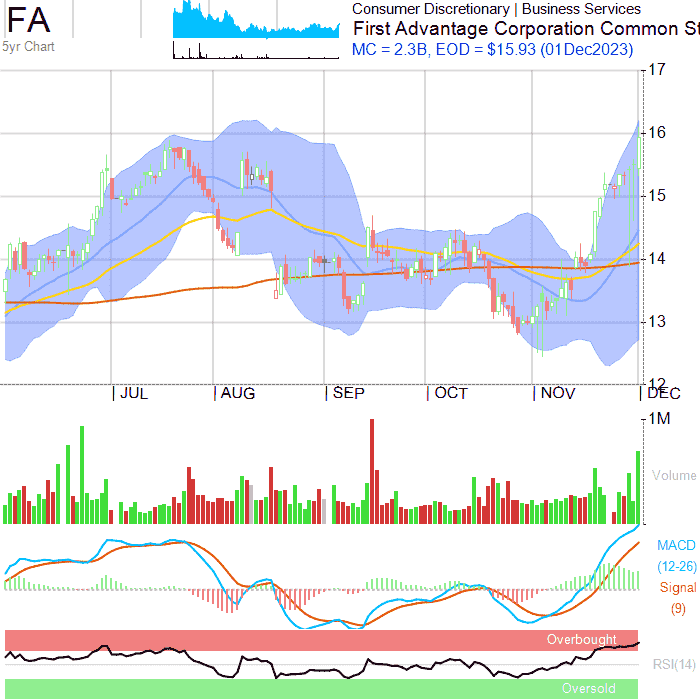 FA
5yr Chart
Consumer Discretionary | Business Services
First Advantage Corporation Common St
MC = 2.3B, EOD = $15.93 (01Dec2023)
17
16
15
14
13
12
JUL
AUG
SEP
OCT
NOV
DEC
1M
Volume
MACD
(12-26)
Signal
(9)
Overbought
RSI(14)
Oversold